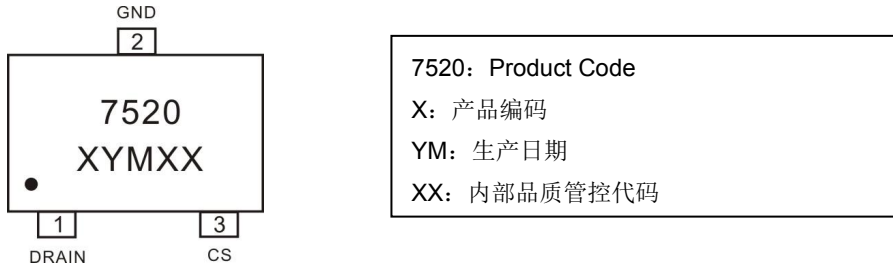 GND
2
7520
XYMXX
1
3
DRAIN
CS
7520：Product Code
X：产品编码
YM：生产日期
XX：内部品质管控代码